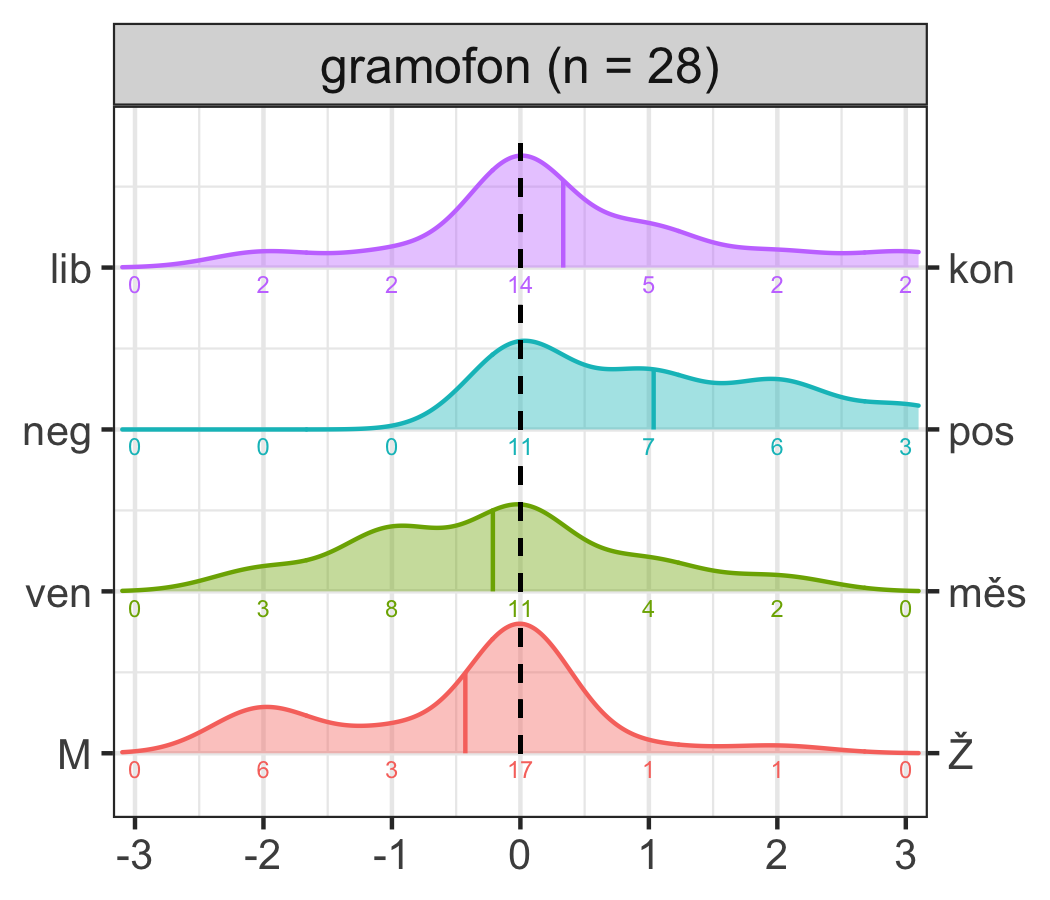 gramofon (n = 28)
lib kon
0 2 2 14 5 2 2
neg pos
0 0 0 11 7 6 3
ven měs
0 3 8 11 4 2 0
M Ž
0 6 3 17 1 1 0
-3 -2 -1 0 1 2 3